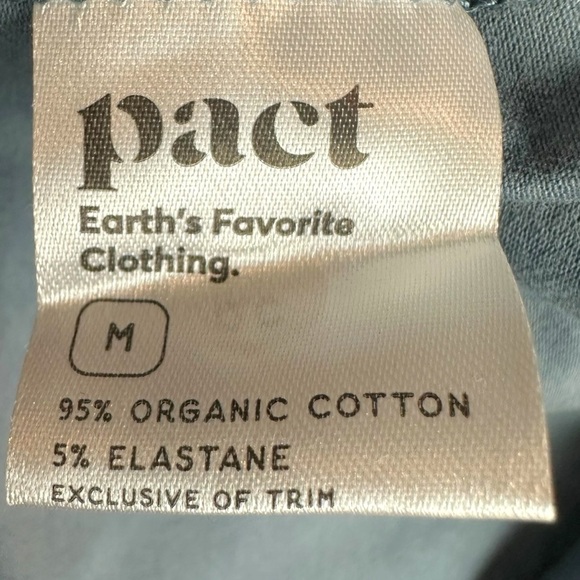 pact
Earth's Favorite
Clothing.
M
95% ORGANIC COTTON
5% ELASTANE
EXCLUSIVE OF TRIM